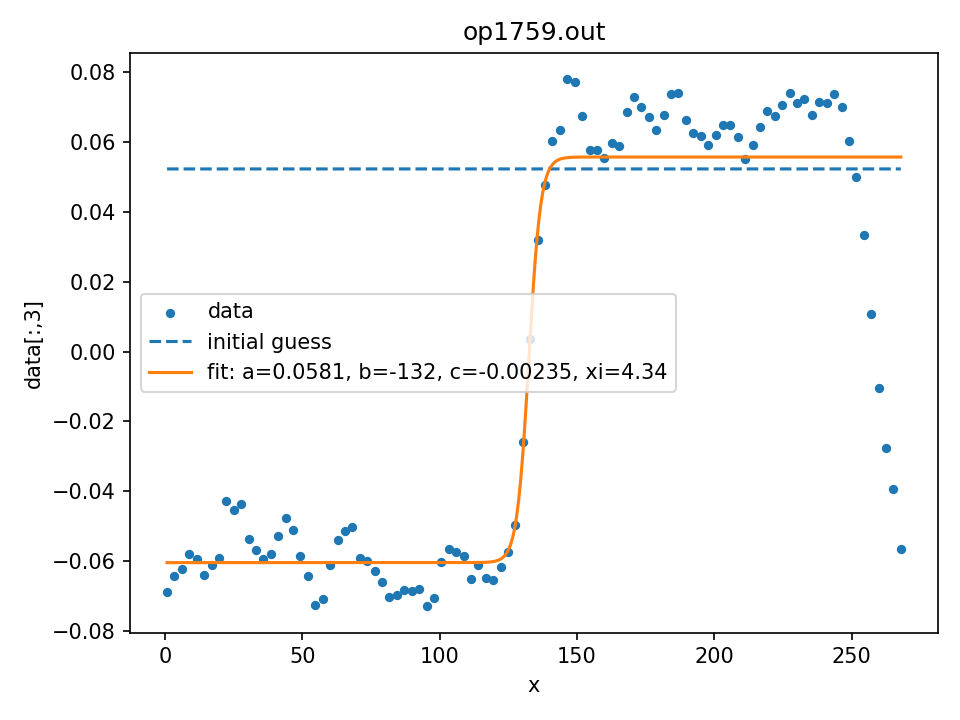 op1759.out
0.08
0.06
0.04
0.02
0.00
−0.02
−0.04
−0.06
−0.08
data[:,3]
data
initial guess
fit: a=0.0581, b=-132, c=-0.00235, xi=4.34
0 50 100 150 200 250
x